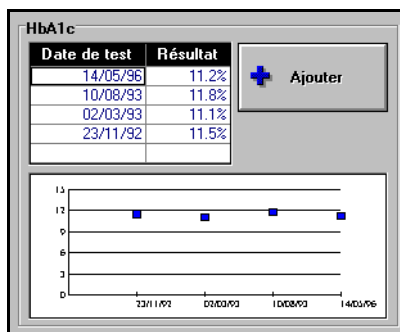 HbA1c
Date de test Résultat
14/05/96 11.2%
10/08/93 11.8%
02/03/93 11.1%
23/11/92 11.5%
Ajouter
15
12
9
6
3
0
23/11/92 02/03/93 10/08/93 14/05/96